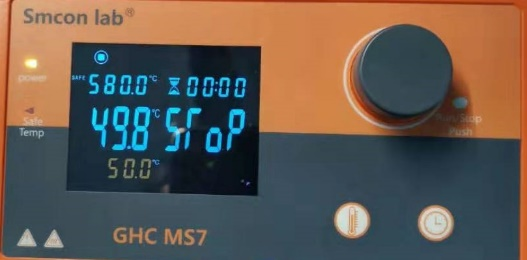 Smcon lab®
power
SAFE 580.0°C 00:00
Safe
Temp
49.8°C StoP
50.0°C
Run/Stop
Push
GHC MS7